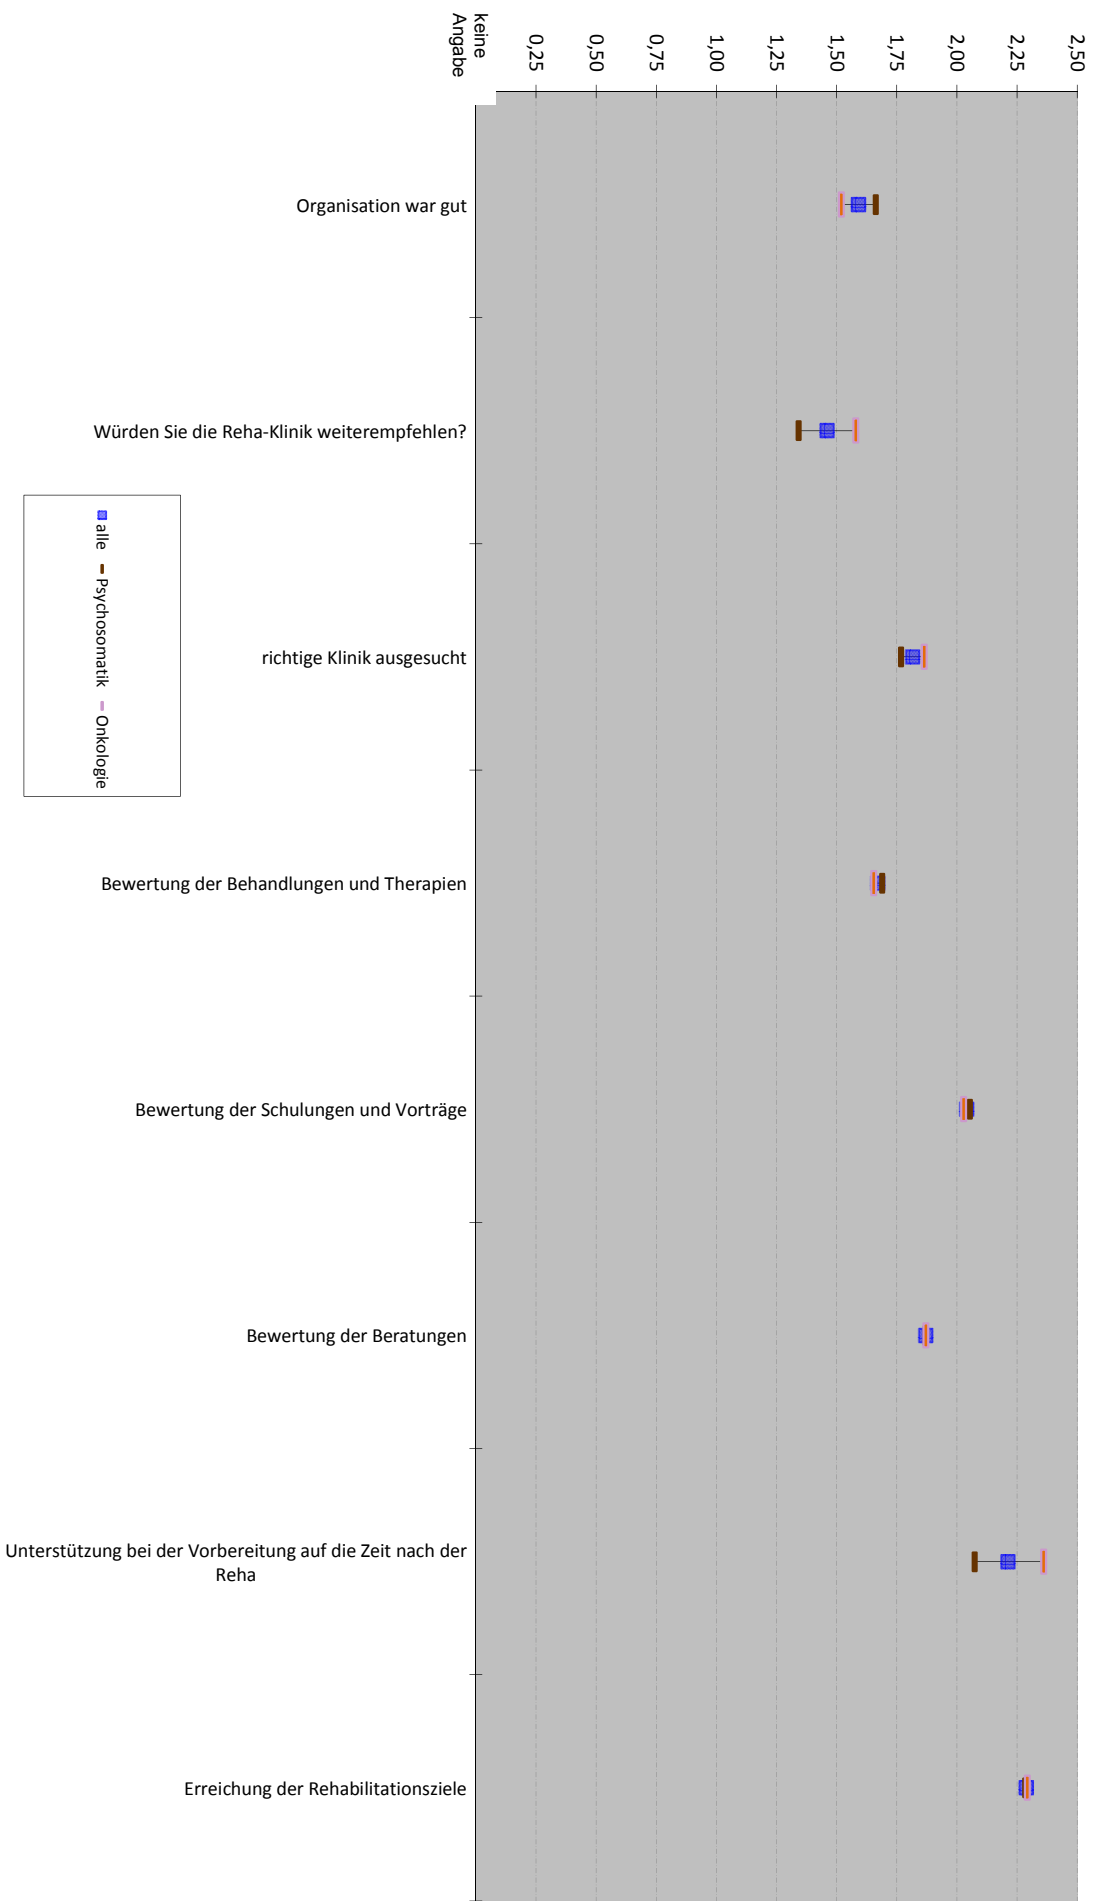 2,50
2,25
2,00
1,75
1,50
1,25
1,00
0,75
0,50
0,25
keine
Angabe
Organisation war gut
Würden Sie die Reha-Klinik weiterempfehlen?
richtige Klinik ausgesucht
Bewertung der Behandlungen und Therapien
Bewertung der Schulungen und Vorträge
Bewertung der Beratungen
Unterstützung bei der Vorbereitung auf die Zeit nach der
Reha
Erreichung der Rehabilitationsziele
alle Psychosomatik Onkologie